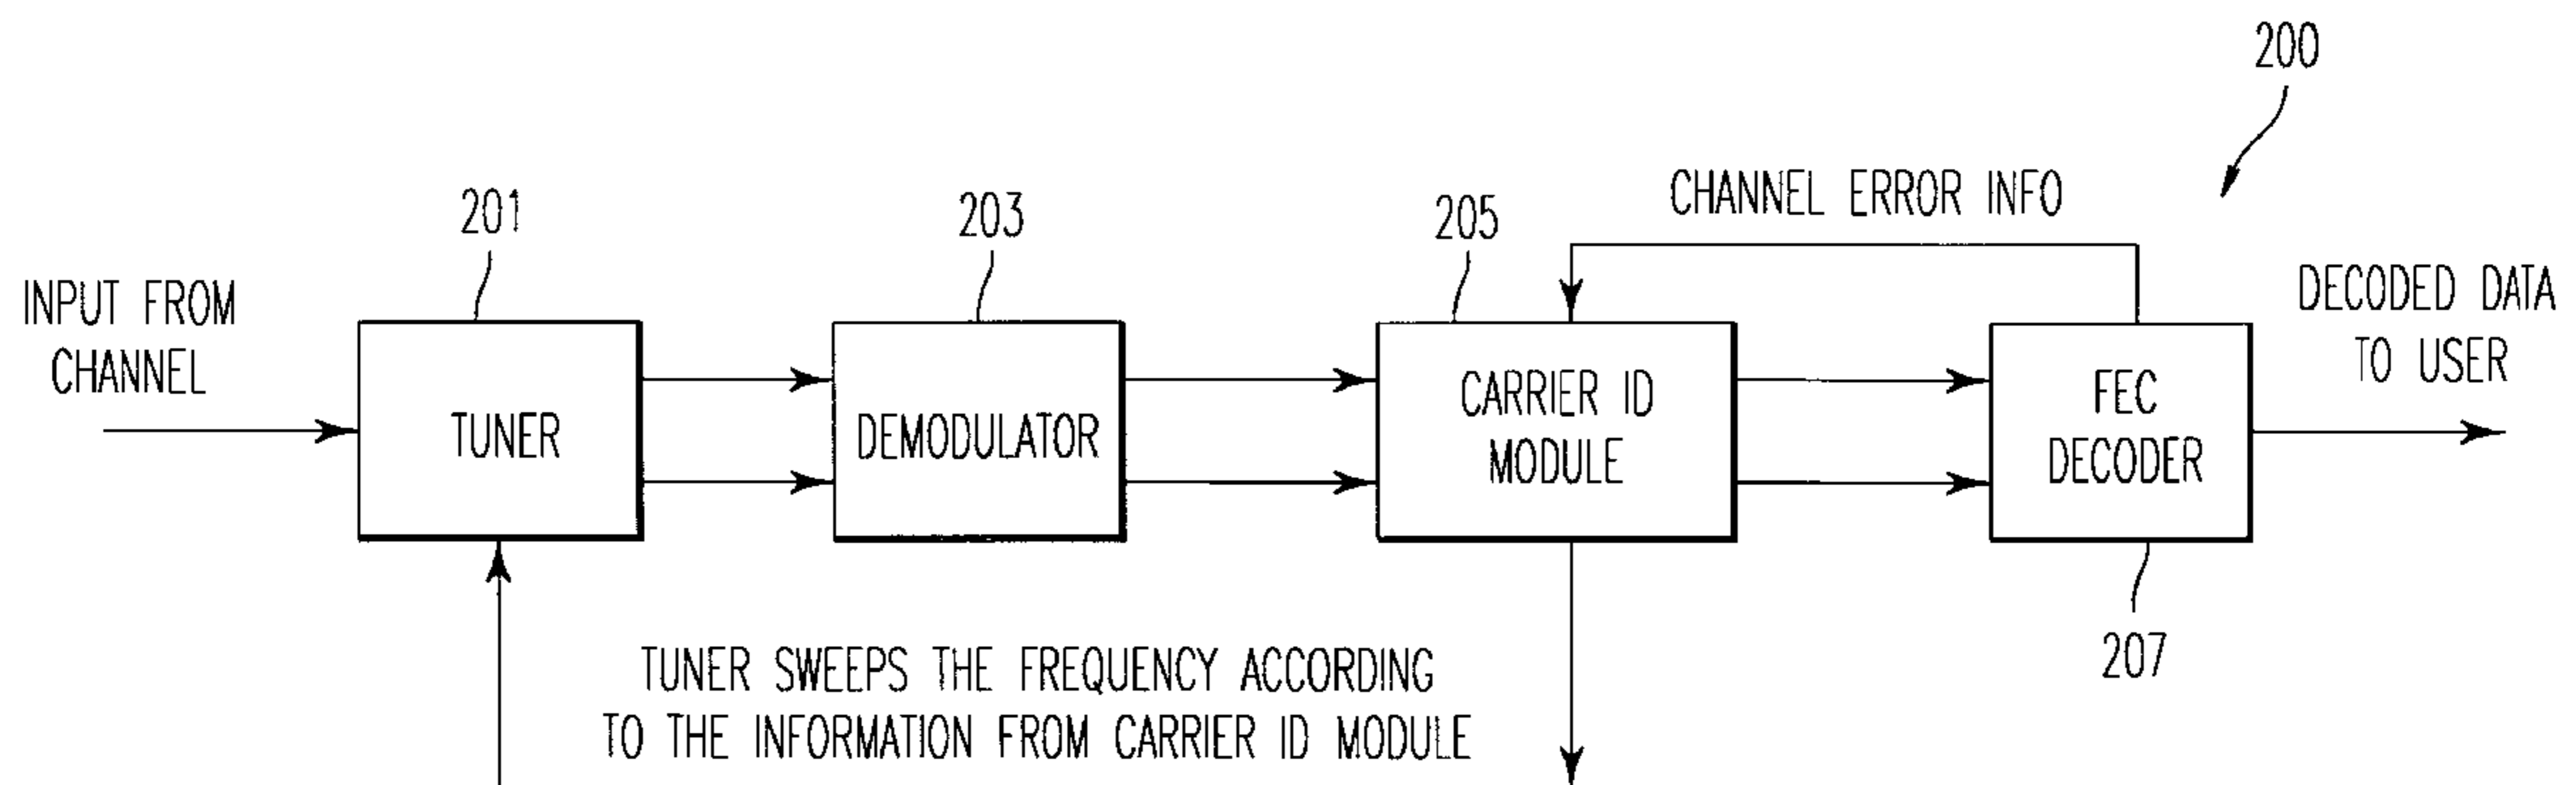 200
CHANNEL ERROR INFO
201
203
205
INPUT FROM
CHANNEL
DECODED DATA
TO USER
TUNER
DEMODULATOR
CARRIER ID
MODULE
FEC
DECODER
207
TUNER SWEEPS THE FREQUENCY ACCORDING
TO THE INFORMATION FROM CARRIER ID MODULE